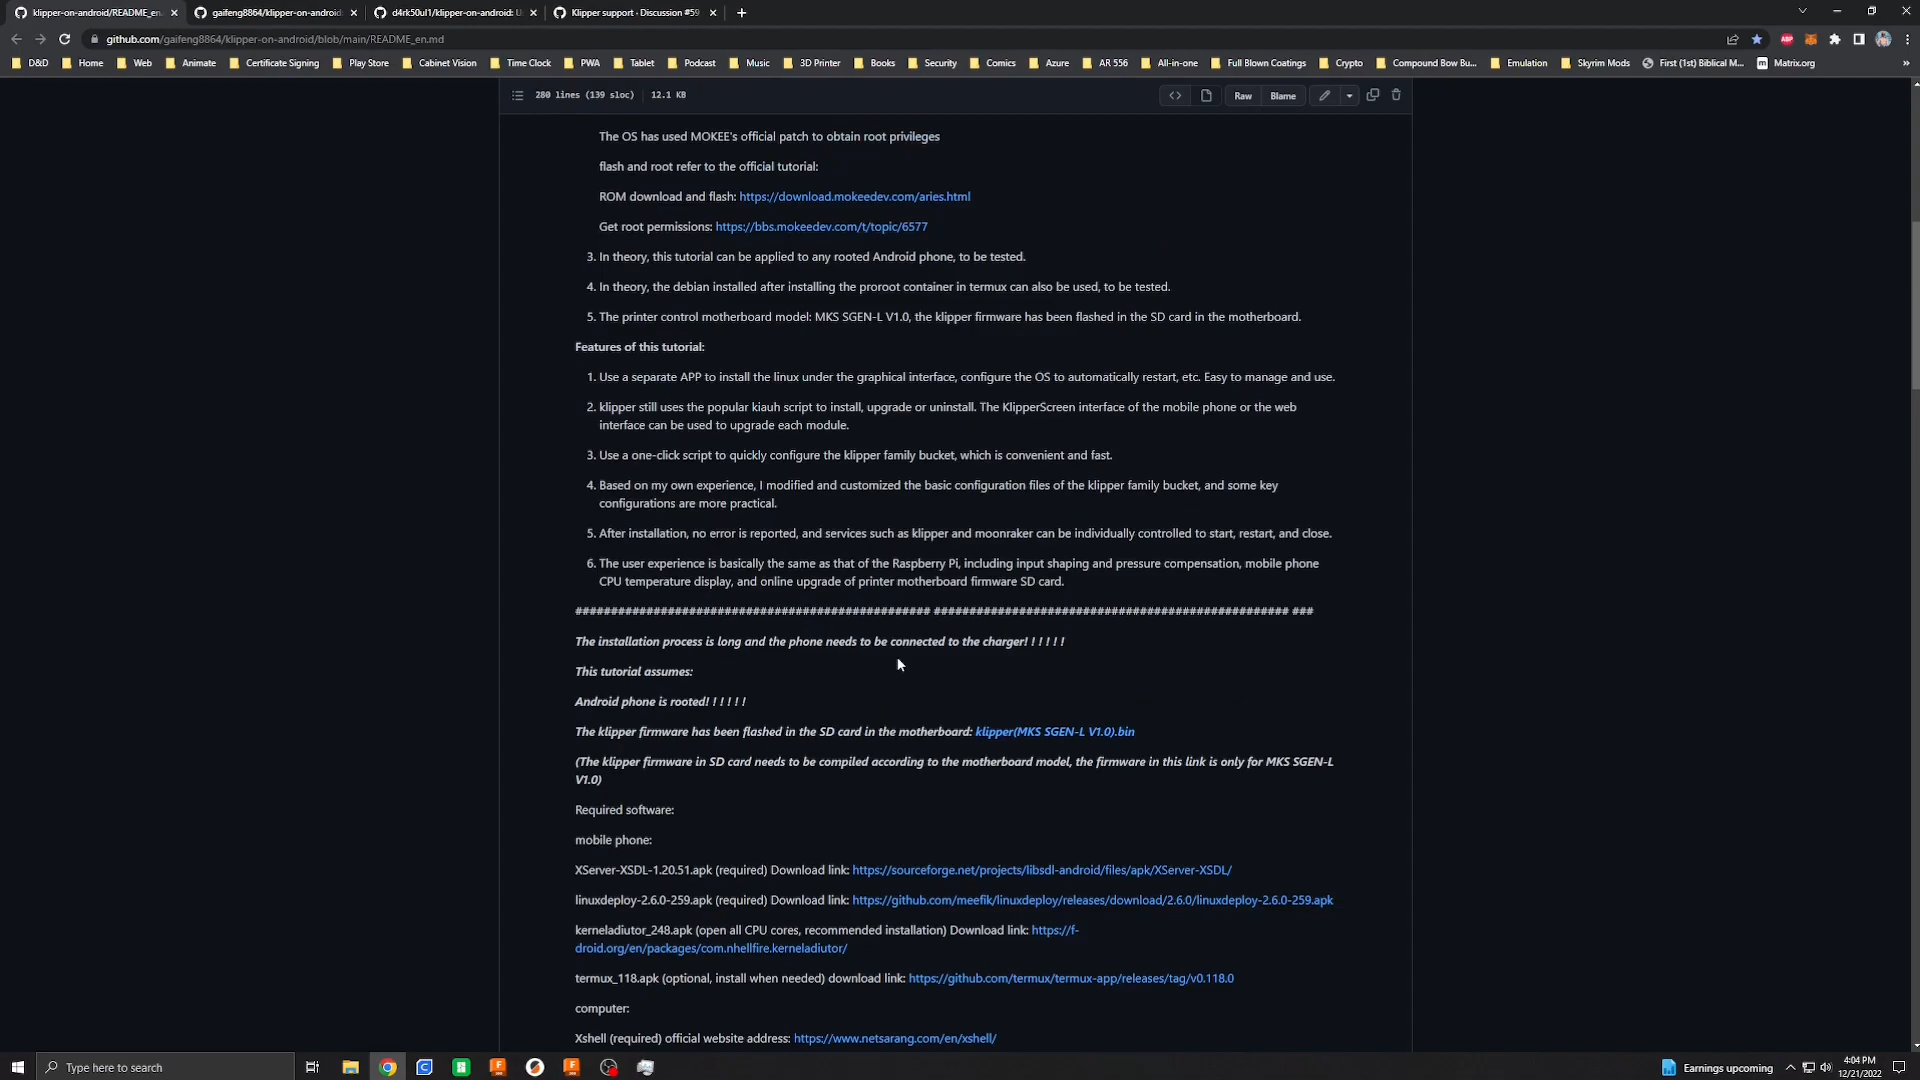 klipper-on-android/README_en.
gaifeng8864/klipper-on-android:
d4rk50ul1/klipper-on-android: U
Klipper support · Discussion #59
github.com/gaifeng8864/klipper-on-android/blob/main/README_en.md
D&D Home Web Animate Certificate Signing Play Store Cabinet Vision Time Clock PWA Tablet Podcast Music 3D Printer Books Security Comics Azure AR 556 All-in-one Full Blown Coatings Crypto Compound Bow Bu... Emulation Skyrim Mods First (1st) Biblical M... Matrix.org »
280 lines (139 sloc) 12.1 KB <> Raw Blame
The OS has used MOKEE's official patch to obtain root privileges
flash and root refer to the official tutorial:
ROM download and flash: https://download.mokeedev.com/aries.html
Get root permissions: https://bbs.mokeedev.com/t/topic/6577
3. In theory, this tutorial can be applied to any rooted Android phone, to be tested.
4. In theory, the debian installed after installing the proroot container in termux can also be used, to be tested.
5. The printer control motherboard model: MKS SGEN-L V1.0, the klipper firmware has been flashed in the SD card in the motherboard.
Features of this tutorial:
1. Use a separate APP to install the linux under the graphical interface, configure the OS to automatically restart, etc. Easy to manage and use.
2. klipper still uses the popular kiauh script to install, upgrade or uninstall. The KlipperScreen interface of the mobile phone or the web
interface can be used to upgrade each module.
3. Use a one-click script to quickly configure the klipper family bucket, which is convenient and fast.
4. Based on my own experience, I modified and customized the basic configuration files of the klipper family bucket, and some key
configurations are more practical.
5. After installation, no error is reported, and services such as klipper and moonraker can be individually controlled to start, restart, and close.
6. The user experience is basically the same as that of the Raspberry Pi, including input shaping and pressure compensation, mobile phone
CPU temperature display, and online upgrade of printer motherboard firmware SD card.
################################################## ################################################## ###
The installation process is long and the phone needs to be connected to the charger! ! ! ! ! !
This tutorial assumes:
Android phone is rooted! ! ! ! ! !
The klipper firmware has been flashed in the SD card in the motherboard: klipper(MKS SGEN-L V1.0).bin
(The klipper firmware in SD card needs to be compiled according to the motherboard model, the firmware in this link is only for MKS SGEN-L
V1.0)
Required software:
mobile phone:
XServer-XSDL-1.20.51.apk (required) Download link: https://sourceforge.net/projects/libsdl-android/files/apk/XServer-XSDL/
linuxdeploy-2.6.0-259.apk (required) Download link: https://github.com/meefik/linuxdeploy/releases/download/2.6.0/linuxdeploy-2.6.0-259.apk
kerneladiutor_248.apk (open all CPU cores, recommended installation) Download link: https://f-
droid.org/en/packages/com.nhellfire.kerneladiutor/
termux_118.apk (optional, install when needed) download link: https://github.com/termux/termux-app/releases/tag/v0.118.0
computer:
Xshell (required) official website address: https://www.netsarang.com/en/xshell/
Type here to search
Earnings upcoming
4:04 PM
12/21/2022